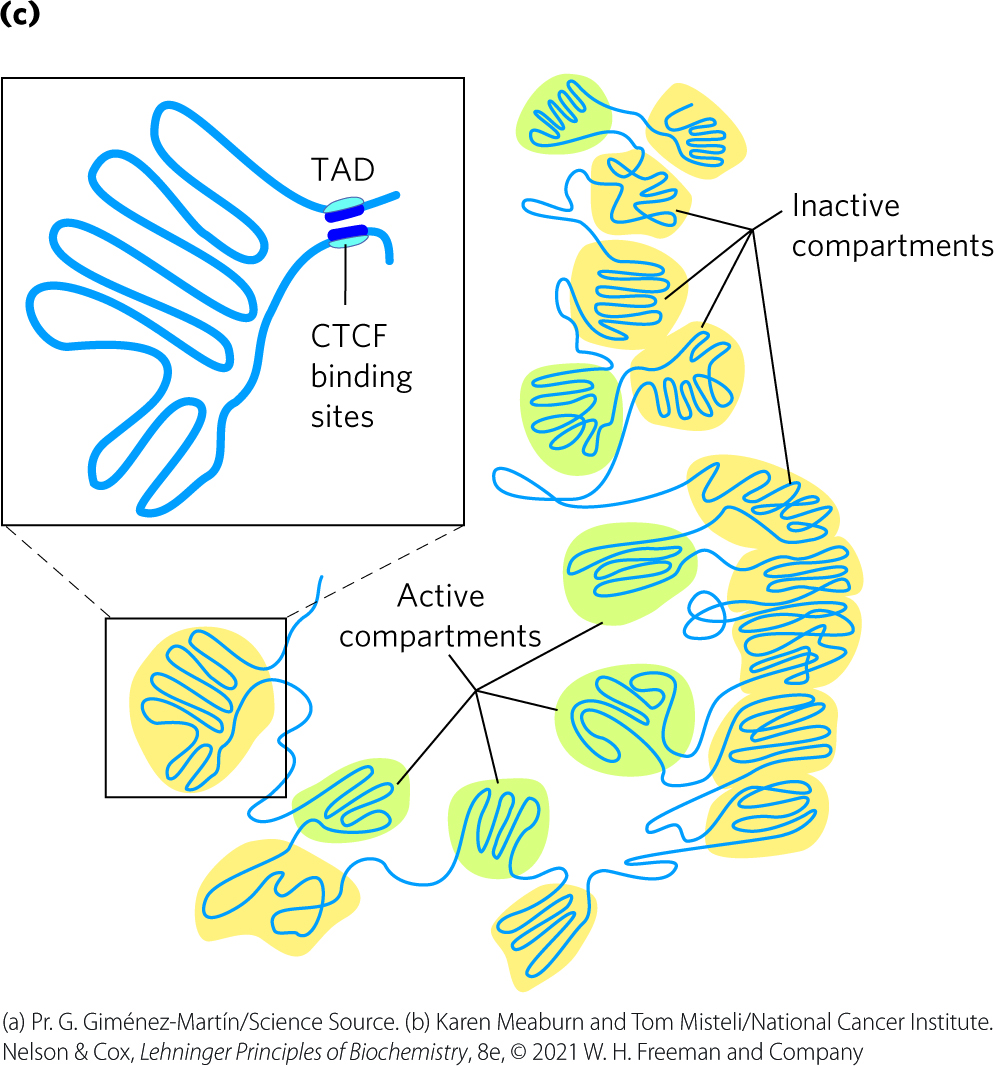 (c)
TAD
CTCF
binding
sites
Inactive
compartments
Active
compartments
(a) Pr. G. Giménez-Martín/Science Source. (b) Karen Meaburn and Tom Misteli/National Cancer Institute.
Nelson & Cox, Lehninger Principles of Biochemistry, 8e, © 2021 W. H. Freeman and Company